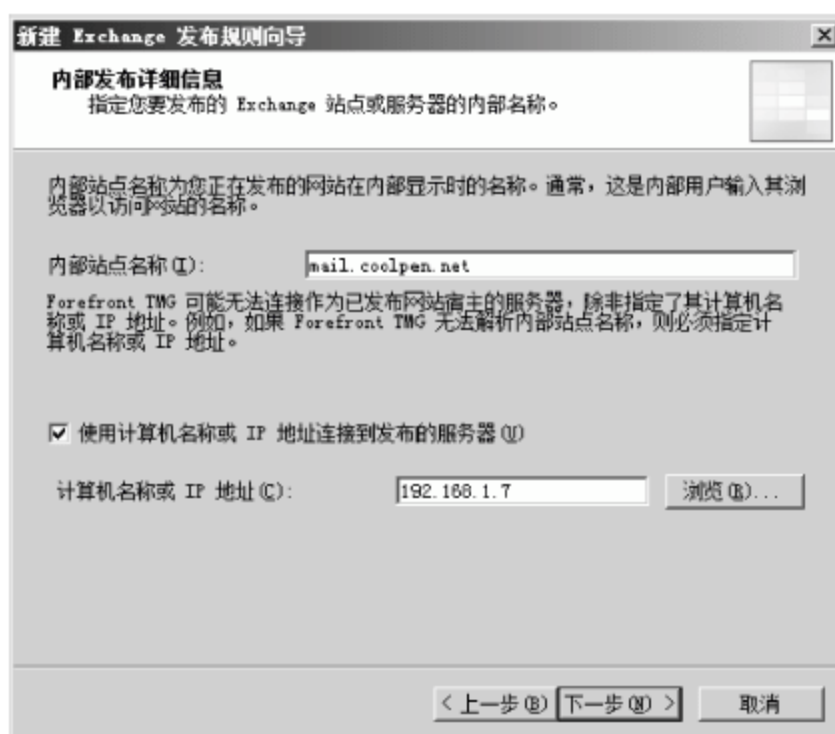 新建 Exchange 发布规则向导
内部发布详细信息
指定您要发布的 Exchange 站点或服务器的内部名称。
内部站点名称为您正在发布的网站在内部显示时的名称。通常，这是内部用户输入其浏
览器以访问网站的名称。
内部站点名称(I):
mail.coolpen.net
Forefront TMG 可能无法连接作为已发布网站宿主的服务器，除非指定了其计算机名
称或 IP 地址。例如，如果 Forefront TMG 无法解析内部站点名称，则必须指定计
算机名称或 IP 地址。
使用计算机名称或 IP 地址连接到发布的服务器(U)
计算机名称或 IP 地址(C):
192.168.1.7
浏览(R)...
< 上一步(B)
下一步(N) >
取消